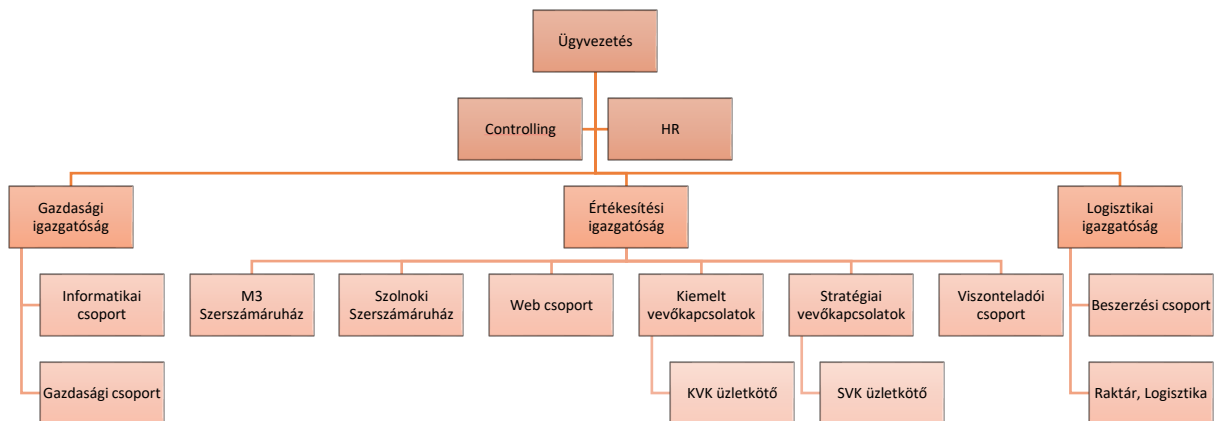 Ügyvezetés
Controlling
HR
Gazdasági
igazgatóság
Értékesítési
igazgatóság
Logisztikai
igazgatóság
Informatikai
csoport
M3
Szerszámáruház
Szolnoki
Szerszámáruház
Web csoport
Kiemelt
vevőkapcsolatok
Stratégiai
vevőkapcsolatok
Viszonteladói
csoport
Beszerzési csoport
Gazdasági csoport
KVK üzletkötő
SVK üzletkötő
Raktár, Logisztika